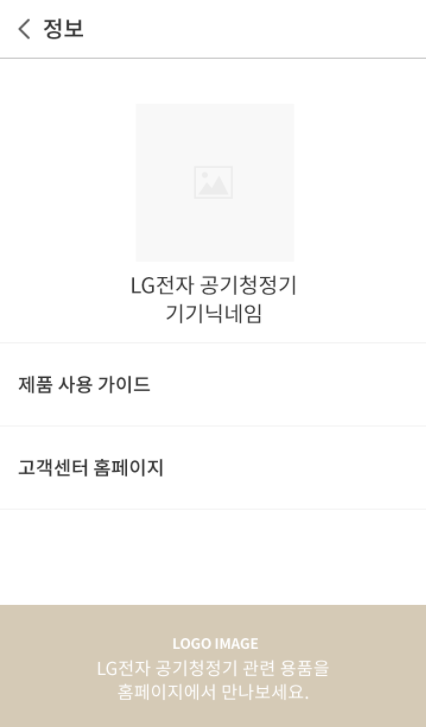 정보
LG전자 공기청정기
기기닉네임
제품 사용 가이드
고객센터 홈페이지
LOGO IMAGE
LG전자 공기청정기 관련 용품을
홈페이지에서 만나보세요.